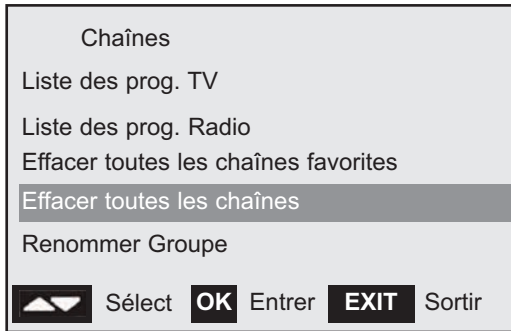 Chaînes
Liste des prog. TV
Liste des prog. Radio
Effacer toutes les chaînes favorites
Effacer toutes les chaînes
Renommer Groupe
Sélect OK Entrer EXIT Sortir